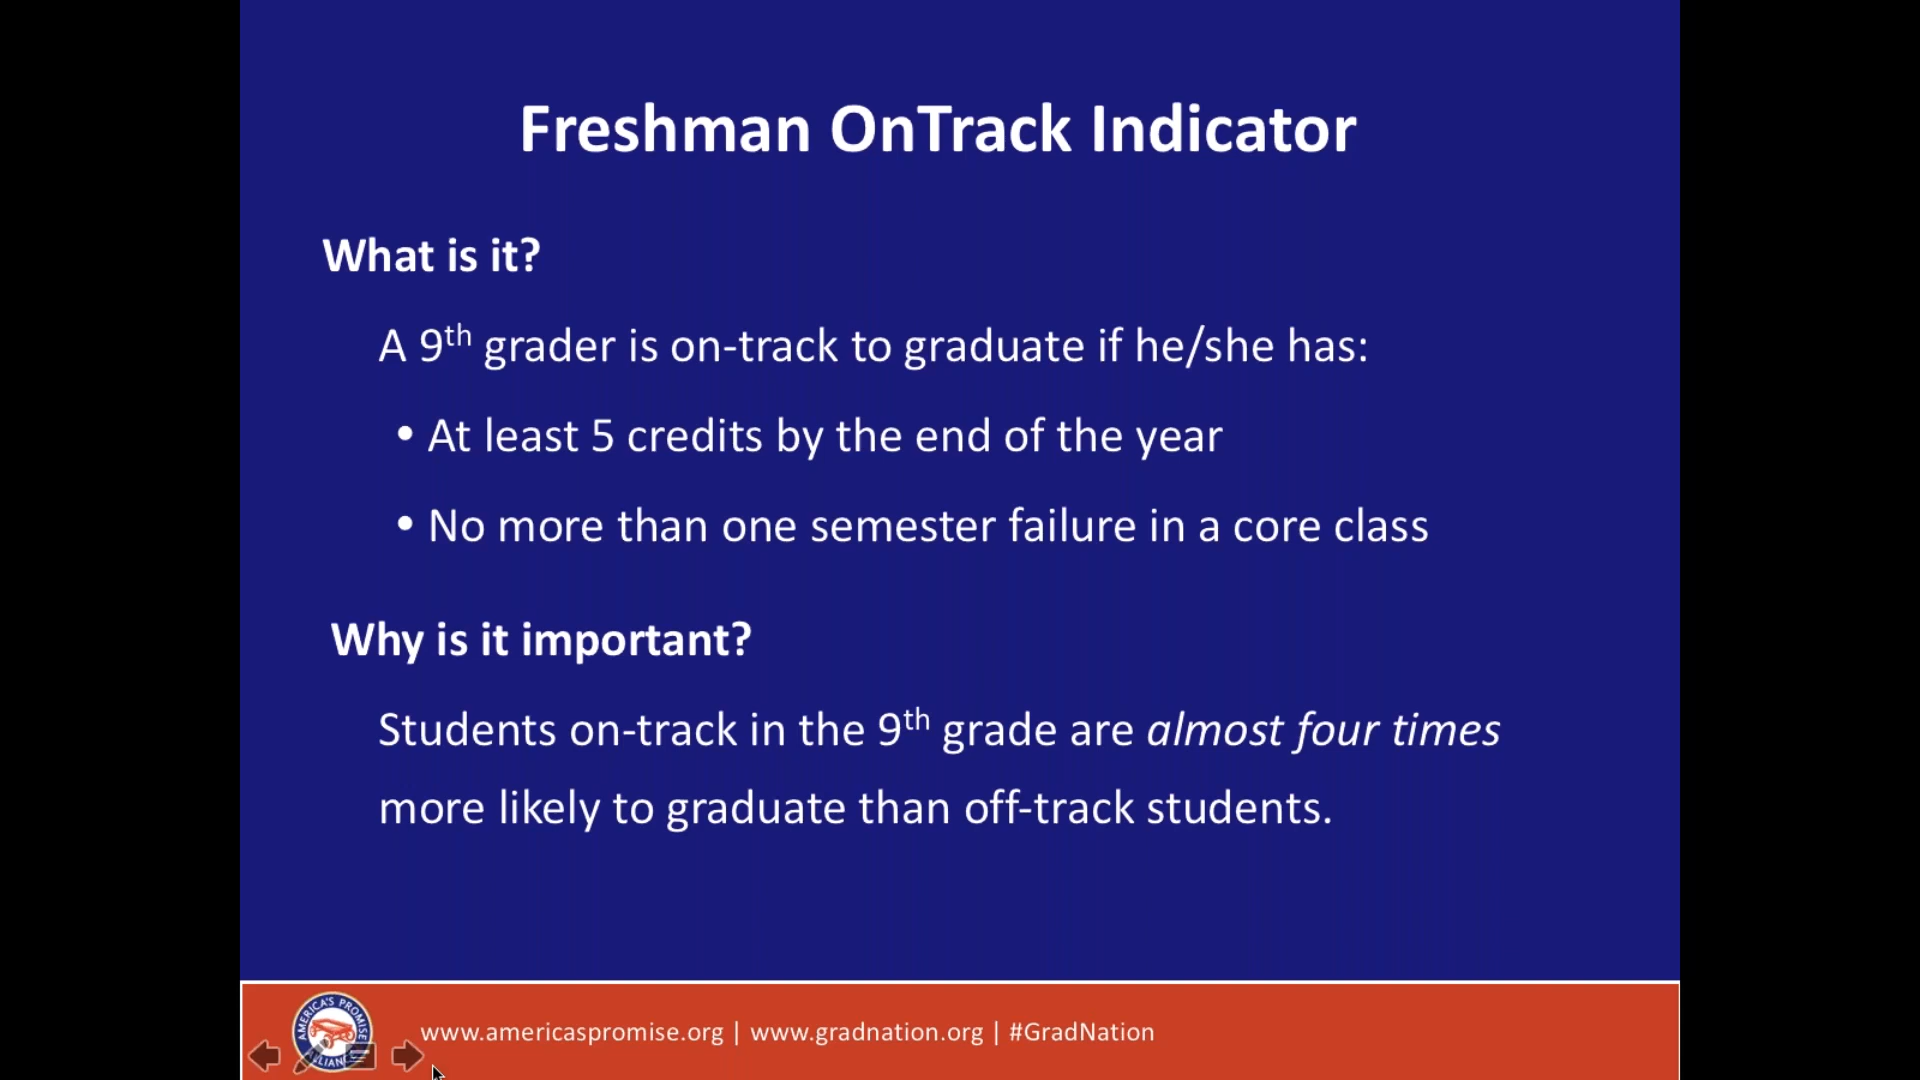 Freshman OnTrack Indicator
What is it?
A 9th grader is on-track to graduate if he/she has:
• At least 5 credits by the end of the year
• No more than one semester failure in a core class
Why is it important?
Students on-track in the 9th grade are almost four times
more likely to graduate than off-track students.
AMERICA'S PROMISE
www.americaspromise.org | www.gradnation.org | #GradNation